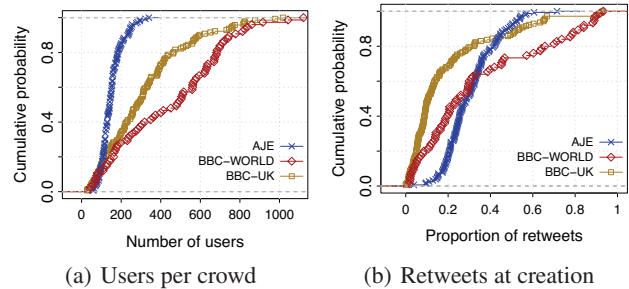 Cumulative probability
0.0
0.4
0.8
0
200
400
600
800
1000
AJE
BBC−WORLD
BBC−UK
Number of users
(a) Users per crowd
Cumulative probability
0.0
0.4
0.8
0
0.2
0.4
0.6
0.8
1
AJE
BBC−WORLD
BBC−UK
Proportion of retweets
(b) Retweets at creation